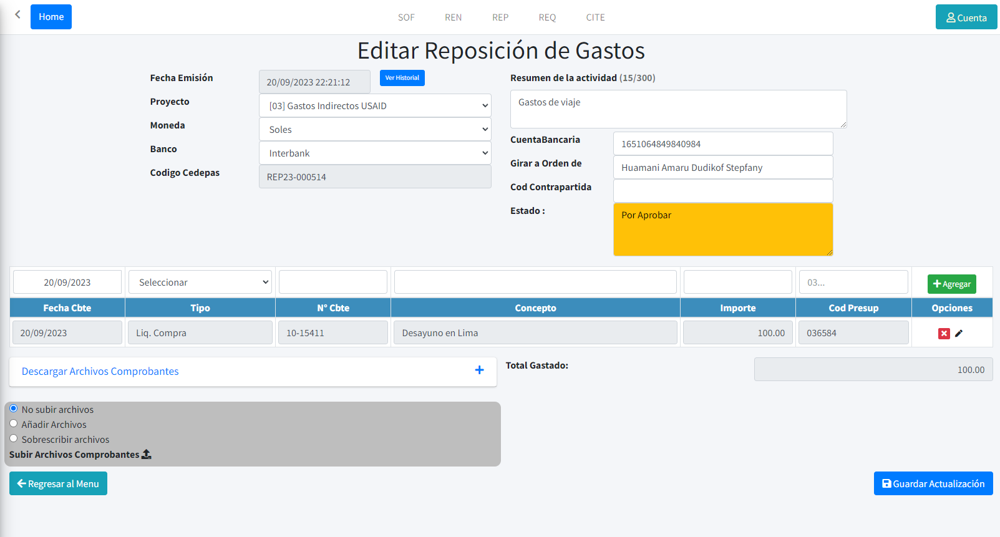 Home
SOF
REN
REP
REQ
CITE
Cuenta
Editar Reposición de Gastos
Fecha Emisión
20/09/2023 22:21:12
Ver Historial
Proyecto
[03] Gastos Indirectos USAID
Moneda
Soles
Banco
Interbank
Codigo Cedepas
REP23-000514
Resumen de la actividad (15/300)
Gastos de viaje
CuentaBancaria
1651064849840984
Girar a Orden de
Huamani Amaru Dudikof Stepfany
Cod Contrapartida
Estado :
Por Aprobar
20/09/2023
Seleccionar
03...
Agregar
Fecha Cbte
Tipo
N° Cbte
Concepto
Importe
Cod Presup
Opciones
20/09/2023
Liq. Compra
10-15411
Desayuno en Lima
100.00
036584
Descargar Archivos Comprobantes
Total Gastado:
100.00
No subir archivos
Añadir Archivos
Sobrescribir archivos
Subir Archivos Comprobantes
Regresar al Menu
Guardar Actualización